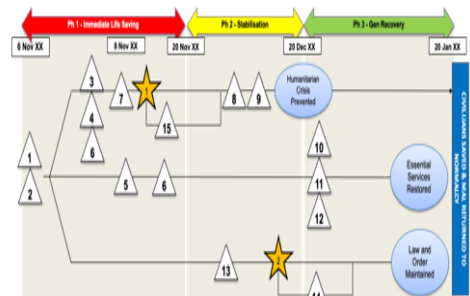 Ph 1 - Immediate Life Saving
Ph 2 - Stabilisation
Ph 3 - Gen Recovery
6 Nov XX
8 Nov XX
20 Nov XX
20 Dec XX
20 Jan XX
3
7
1
8
9
Humanitarian
Crisis
Prevented
4
15
6
1
2
5
6
10
11
12
Essential
Services
Restored
13
2
Law and
Order
Maintained
CIVILIANS SAVED &
RETURNED TO
NORMALCY